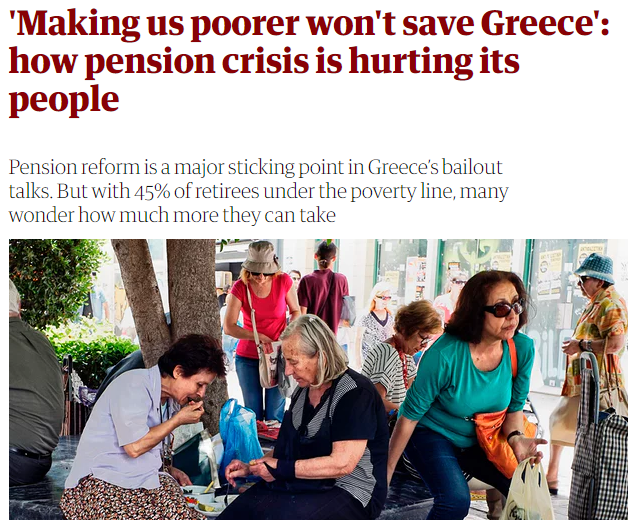 'Making us poorer won't save Greece':
how pension crisis is hurting its
people
Pension reform is a major sticking point in Greece's bailout
talks. But with 45% of retirees under the poverty line, many
wonder how much more they can take